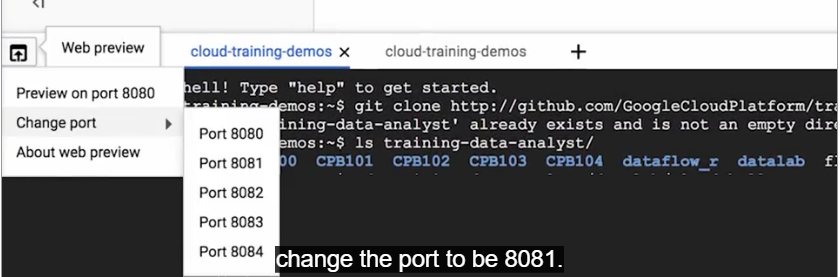 Web preview
cloud-training-demos ×
cloud-training-demos
+
Preview on port 8080
Change port
About web preview
Port 8080
Port 8081
Port 8082
Port 8083
Port 8084
hell! Type "help" to get started.
training-demos:~$ git clone http://github.com/GoogleCloudPlatform/tra
ining-data-analyst' already exists and is not an empty dire
emos:~$ ls training-data-analyst/
00 CPB101 CPB102 CPB103 CPB104 dataflow_r datalab fl
change the port to be 8081.